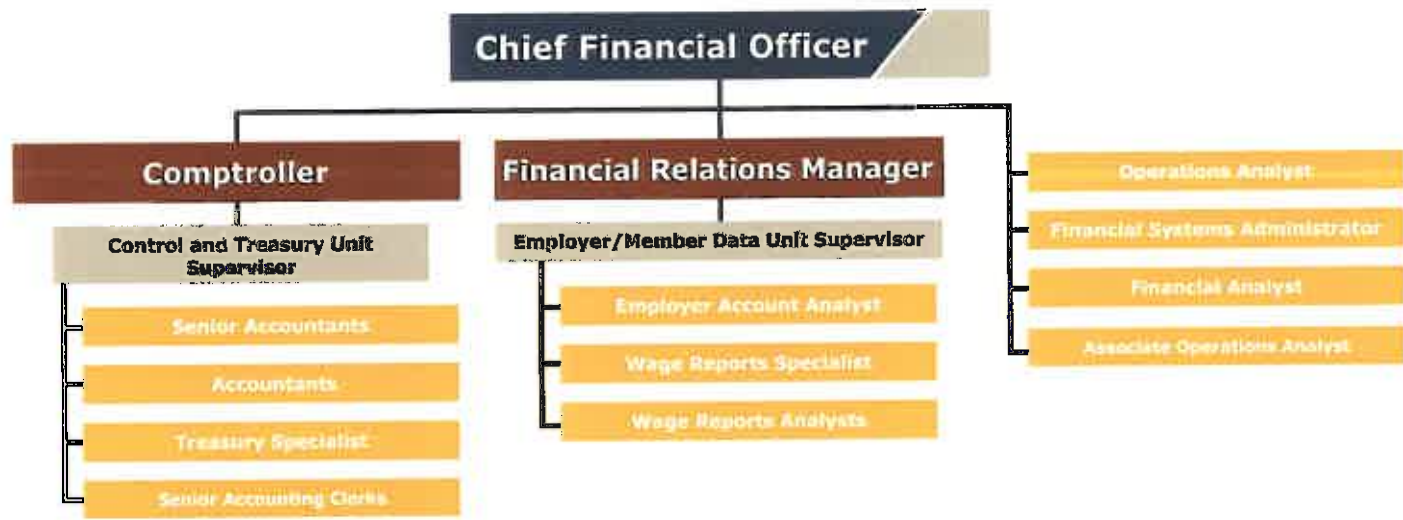 Chief Financial Officer
Comptroller
Control and Treasury Unit
Supervisor
Senior Accountants
Accountants
Treasury Specialist
Senior Accounting Clerks
Financial Relations Manager
Employer/Member Data Unit Supervisor
Employer Account Analyst
Wage Reports Specialist
Wage Reports Analysts
Operations Analyst
Financial Systems Administrator
Financial Analyst
Associate Operations Analyst